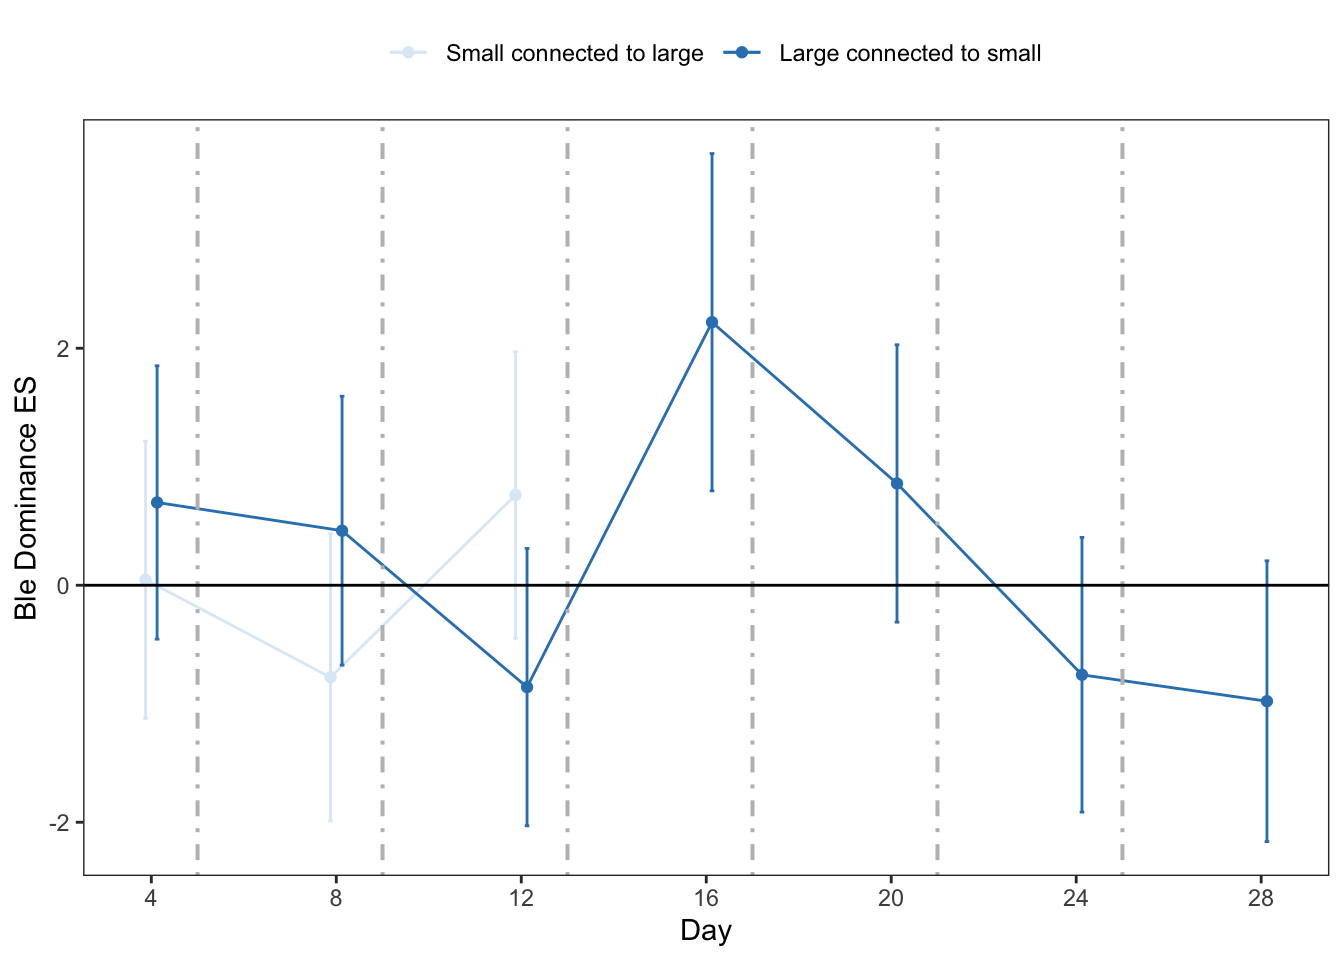 Small connected to large Large connected to small
Ble Dominance ES
2
0
-2
4 8 12 16 20 24 28
Day